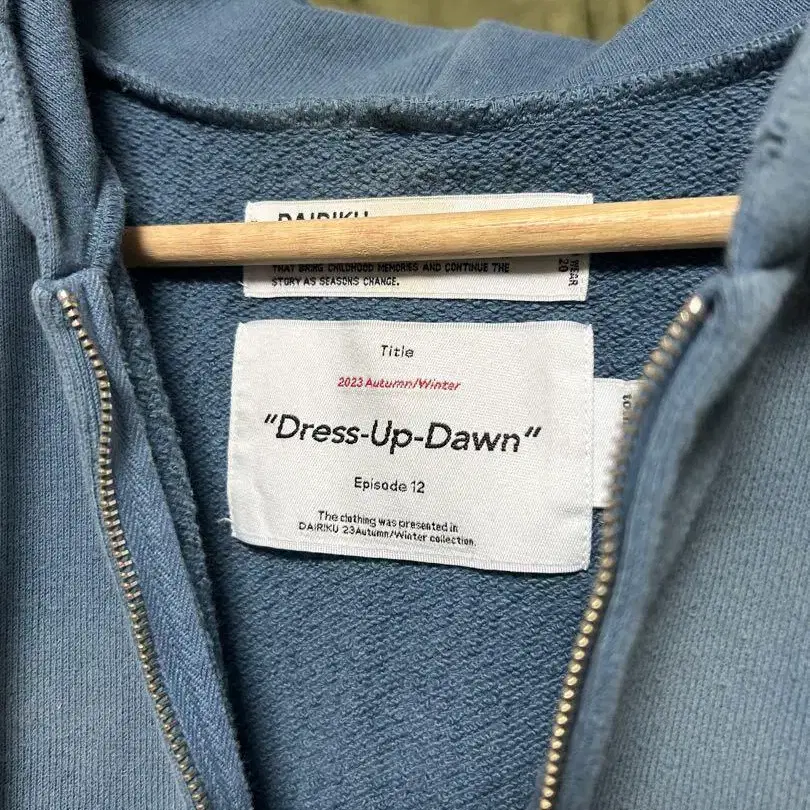 DAIRIKU
THAT BRING CHILDHOOD MEMORIES AND CONTINUE THE
STORY AS SEASONS CHANGE.
Title
2023 Autumn/Winter
"Dress-Up-Dawn"
Episode 12
The clothing was presented in
DAIRIKU 23Autumn/Winter collection.